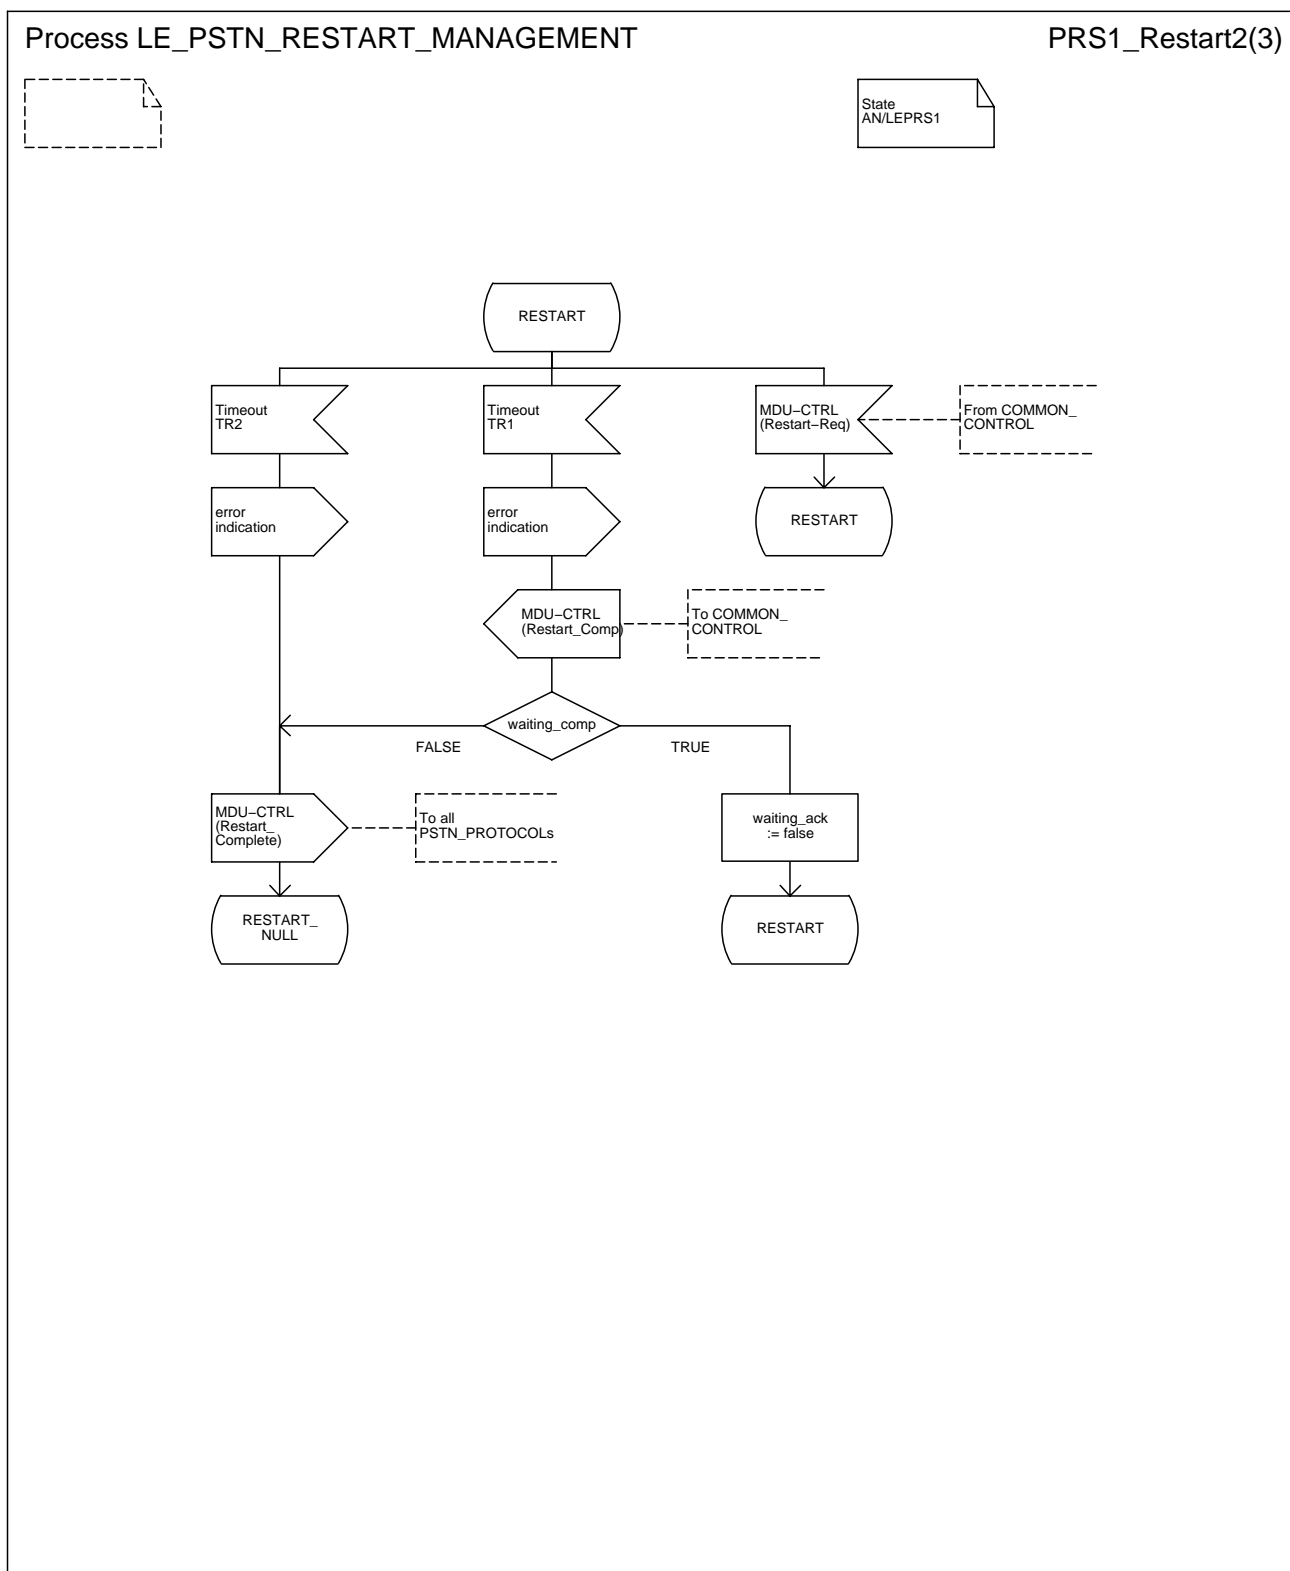 Process LE_PSTN_RESTART_MANAGEMENT
PRS1_Restart2(3)
State
AN/LEPRS1
RESTART
Timeout
TR2
Timeout
TR1
MDU−CTRL
(Restart−Req)
From COMMON_
CONTROL
error
indication
error
indication
RESTART
MDU−CTRL
(Restart_Comp)
To COMMON_
CONTROL
waiting_comp
FALSE
TRUE
MDU−CTRL
(Restart_
Complete)
To all
PSTN_PROTOCOLs
waiting_ack
:= false
RESTART_
NULL
RESTART